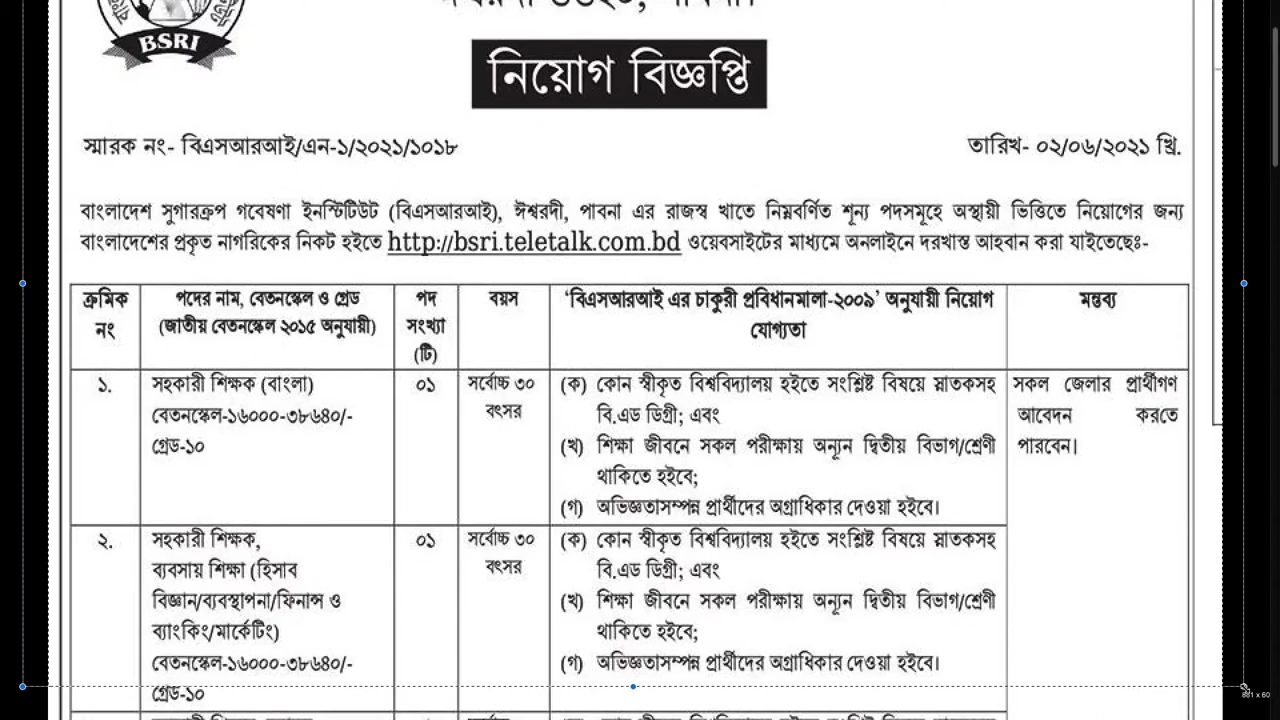 BSRI
নিয়োগ বিজ্ঞপ্তি
স্মারক নং- বিএসআরআই/এন-১/২০২১/১০১৮
তারিখ- ০২/০৬/২০২১ খ্রি.
বাংলাদেশ সুগারক্রপ গবেষণা ইনস্টিটিউট (বিএসআরআই), ঈশ্বরদী, পাবনা এর রাজস্ব খাতে নিম্নবর্ণিত শূন্য পদসমূহে অস্থায়ী ভিত্তিতে নিয়োগের জন্য
বাংলাদেশের প্রকৃত নাগরিকের নিকট হইতে http://bsri.teletalk.com.bd ওয়েবসাইটের মাধ্যমে অনলাইনে দরখাস্ত আহবান করা যাইতেছেঃ-
ক্রমিক
নং
পদের নাম, বেতনস্কেল ও গ্রেড
(জাতীয় বেতনস্কেল ২০১৫ অনুযায়ী)
পদ
সংখ্যা
(টি)
বয়স
‘বিএসআরআই এর চাকুরী প্রবিধানমালা-২০০৯’ অনুযায়ী নিয়োগ
যোগ্যতা
মন্তব্য
১.
সহকারী শিক্ষক (বাংলা)
বেতনস্কেল-১৬০০০-৩৮৬৪০/-
গ্রেড-১০
০১
সর্বোচ্চ ৩০
বৎসর
(ক) কোন স্বীকৃত বিশ্ববিদ্যালয় হইতে সংশ্লিষ্ট বিষয়ে স্নাতকসহ
বি.এড ডিগ্রী; এবং
(খ) শিক্ষা জীবনে সকল পরীক্ষায় অন্যূন দ্বিতীয় বিভাগ/শ্রেণী
থাকিতে হইবে;
(গ) অভিজ্ঞতাসম্পন্ন প্রার্থীদের অগ্রাধিকার দেওয়া হইবে।
সকল জেলার প্রার্থীগণ
আবেদন করতে
পারবেন।
২.
সহকারী শিক্ষক,
ব্যবসায় শিক্ষা (হিসাব
বিজ্ঞান/ব্যবস্থাপনা/ফিনান্স ও
ব্যাংকিং/মার্কেটিং)
বেতনস্কেল-১৬০০০-৩৮৬৪০/-
গ্রেড-১০
০১
সর্বোচ্চ ৩০
বৎসর
(ক) কোন স্বীকৃত বিশ্ববিদ্যালয় হইতে সংশ্লিষ্ট বিষয়ে স্নাতকসহ
বি.এড ডিগ্রী; এবং
(খ) শিক্ষা জীবনে সকল পরীক্ষায় অন্যূন দ্বিতীয় বিভাগ/শ্রেণী
থাকিতে হইবে;
(গ) অভিজ্ঞতাসম্পন্ন প্রার্থীদের অগ্রাধিকার দেওয়া হইবে।